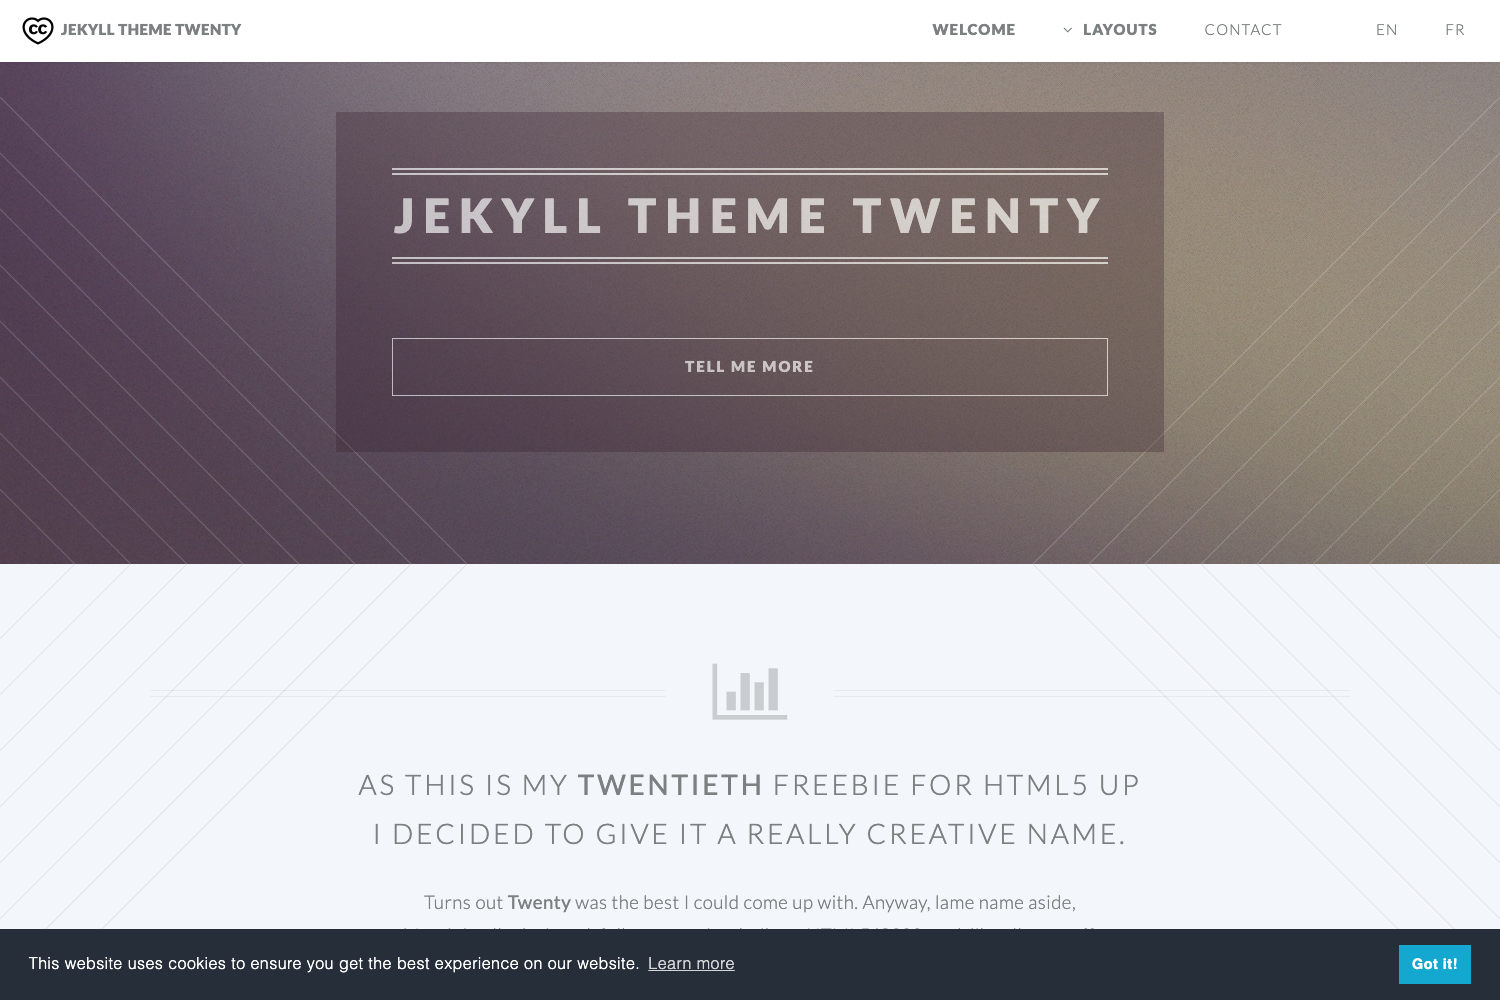 CC JEKYLL THEME TWENTY
WELCOME LAYOUTS CONTACT EN FR
JEKYLL THEME TWENTY
TELL ME MORE
AS THIS IS MY TWENTIETH FREEBIE FOR HTML5 UP
I DECIDED TO GIVE IT A REALLY CREATIVE NAME.
Turns out Twenty was the best I could come up with. Anyway, lame name aside,
This website uses cookies to ensure you get the best experience on our website. Learn more
Got it!